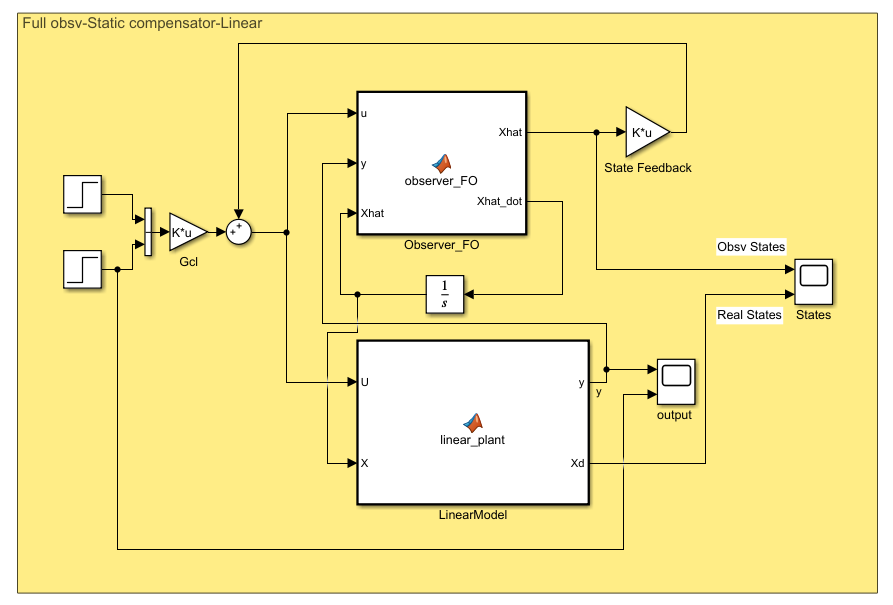 Full obsv-Static compensator-Linear
u
Xhat
K*u
y
observer_FO
State Feedback
Xhat_dot
Xhat
+
+
K*u
Observer_FO
Obsv States
Gcl
1
s
Real States
States
U
y
y
output
linear_plant
X
Xd
LinearModel